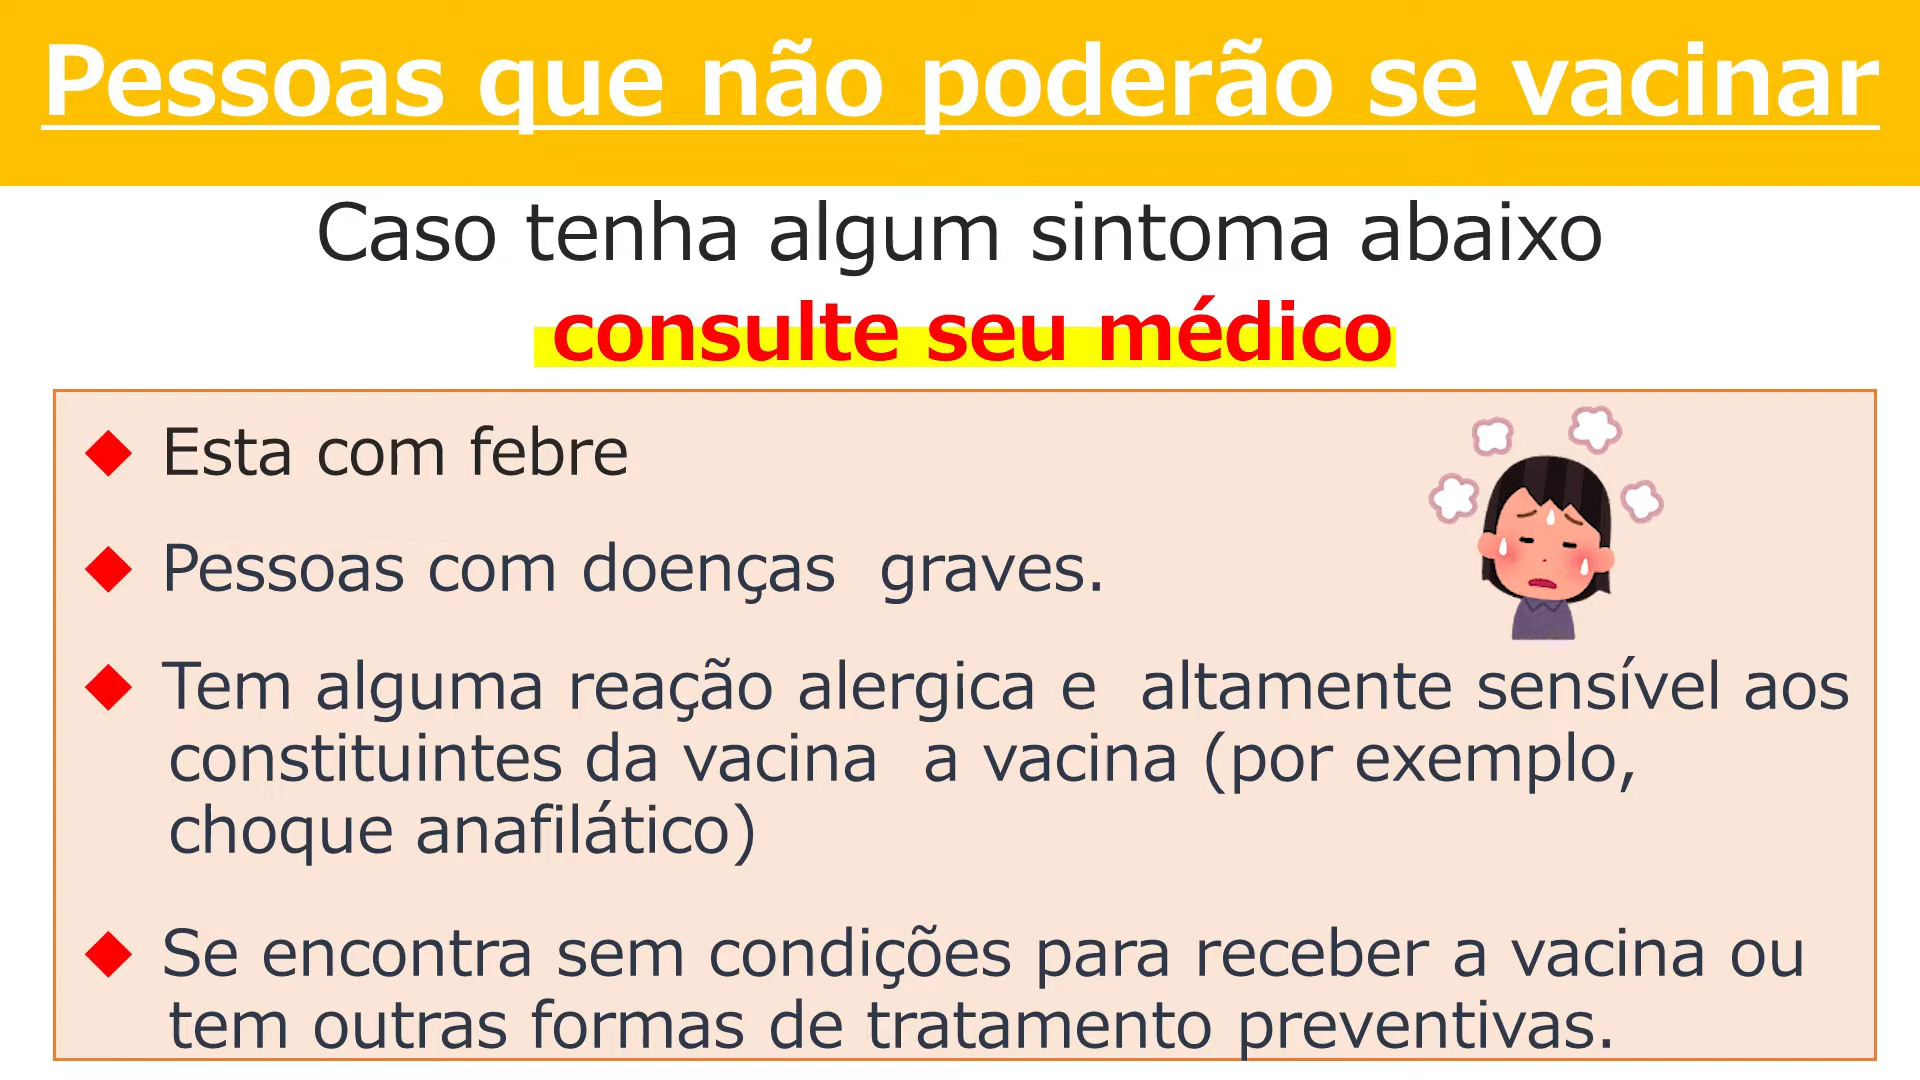 Pessoas que não poderão se vacinar
Caso tenha algum sintoma abaixo
consulte seu médico
◆ Esta com febre
◆ Pessoas com doenças graves.
◆ Tem alguma reação alergica e altamente sensível aos
constituintes da vacina a vacina (por exemplo,
choque anafilático)
◆ Se encontra sem condições para receber a vacina ou
tem outras formas de tratamento preventivas.